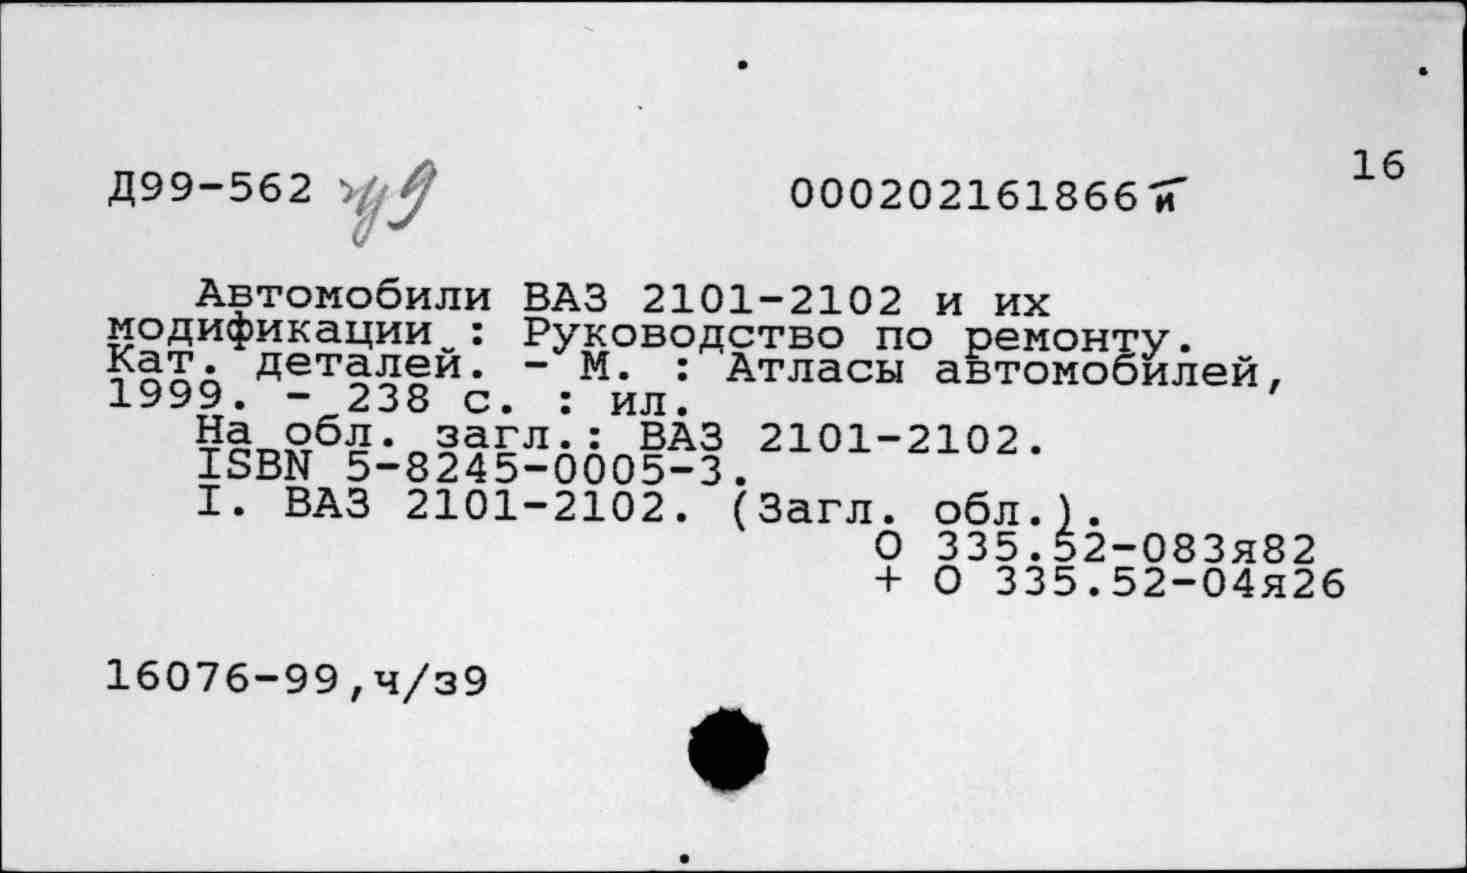 16
Д99-562 ч9 000202161866 и
Автомобили ВАЗ 2101-2102 и их
модификации : Руководство по ремонту.
Кат. деталей. - М. : Атласы автомобилей,
1999. - 238 с. : ил.
На обл. загл.: ВАЗ 2101-2102.
ISBN 5-8245-0005-3.
I. ВАЗ 2101-2102. (Загл. обл.).
О 335.52-083я82
+ О 335.52-04я26
16076-99,ч/з9